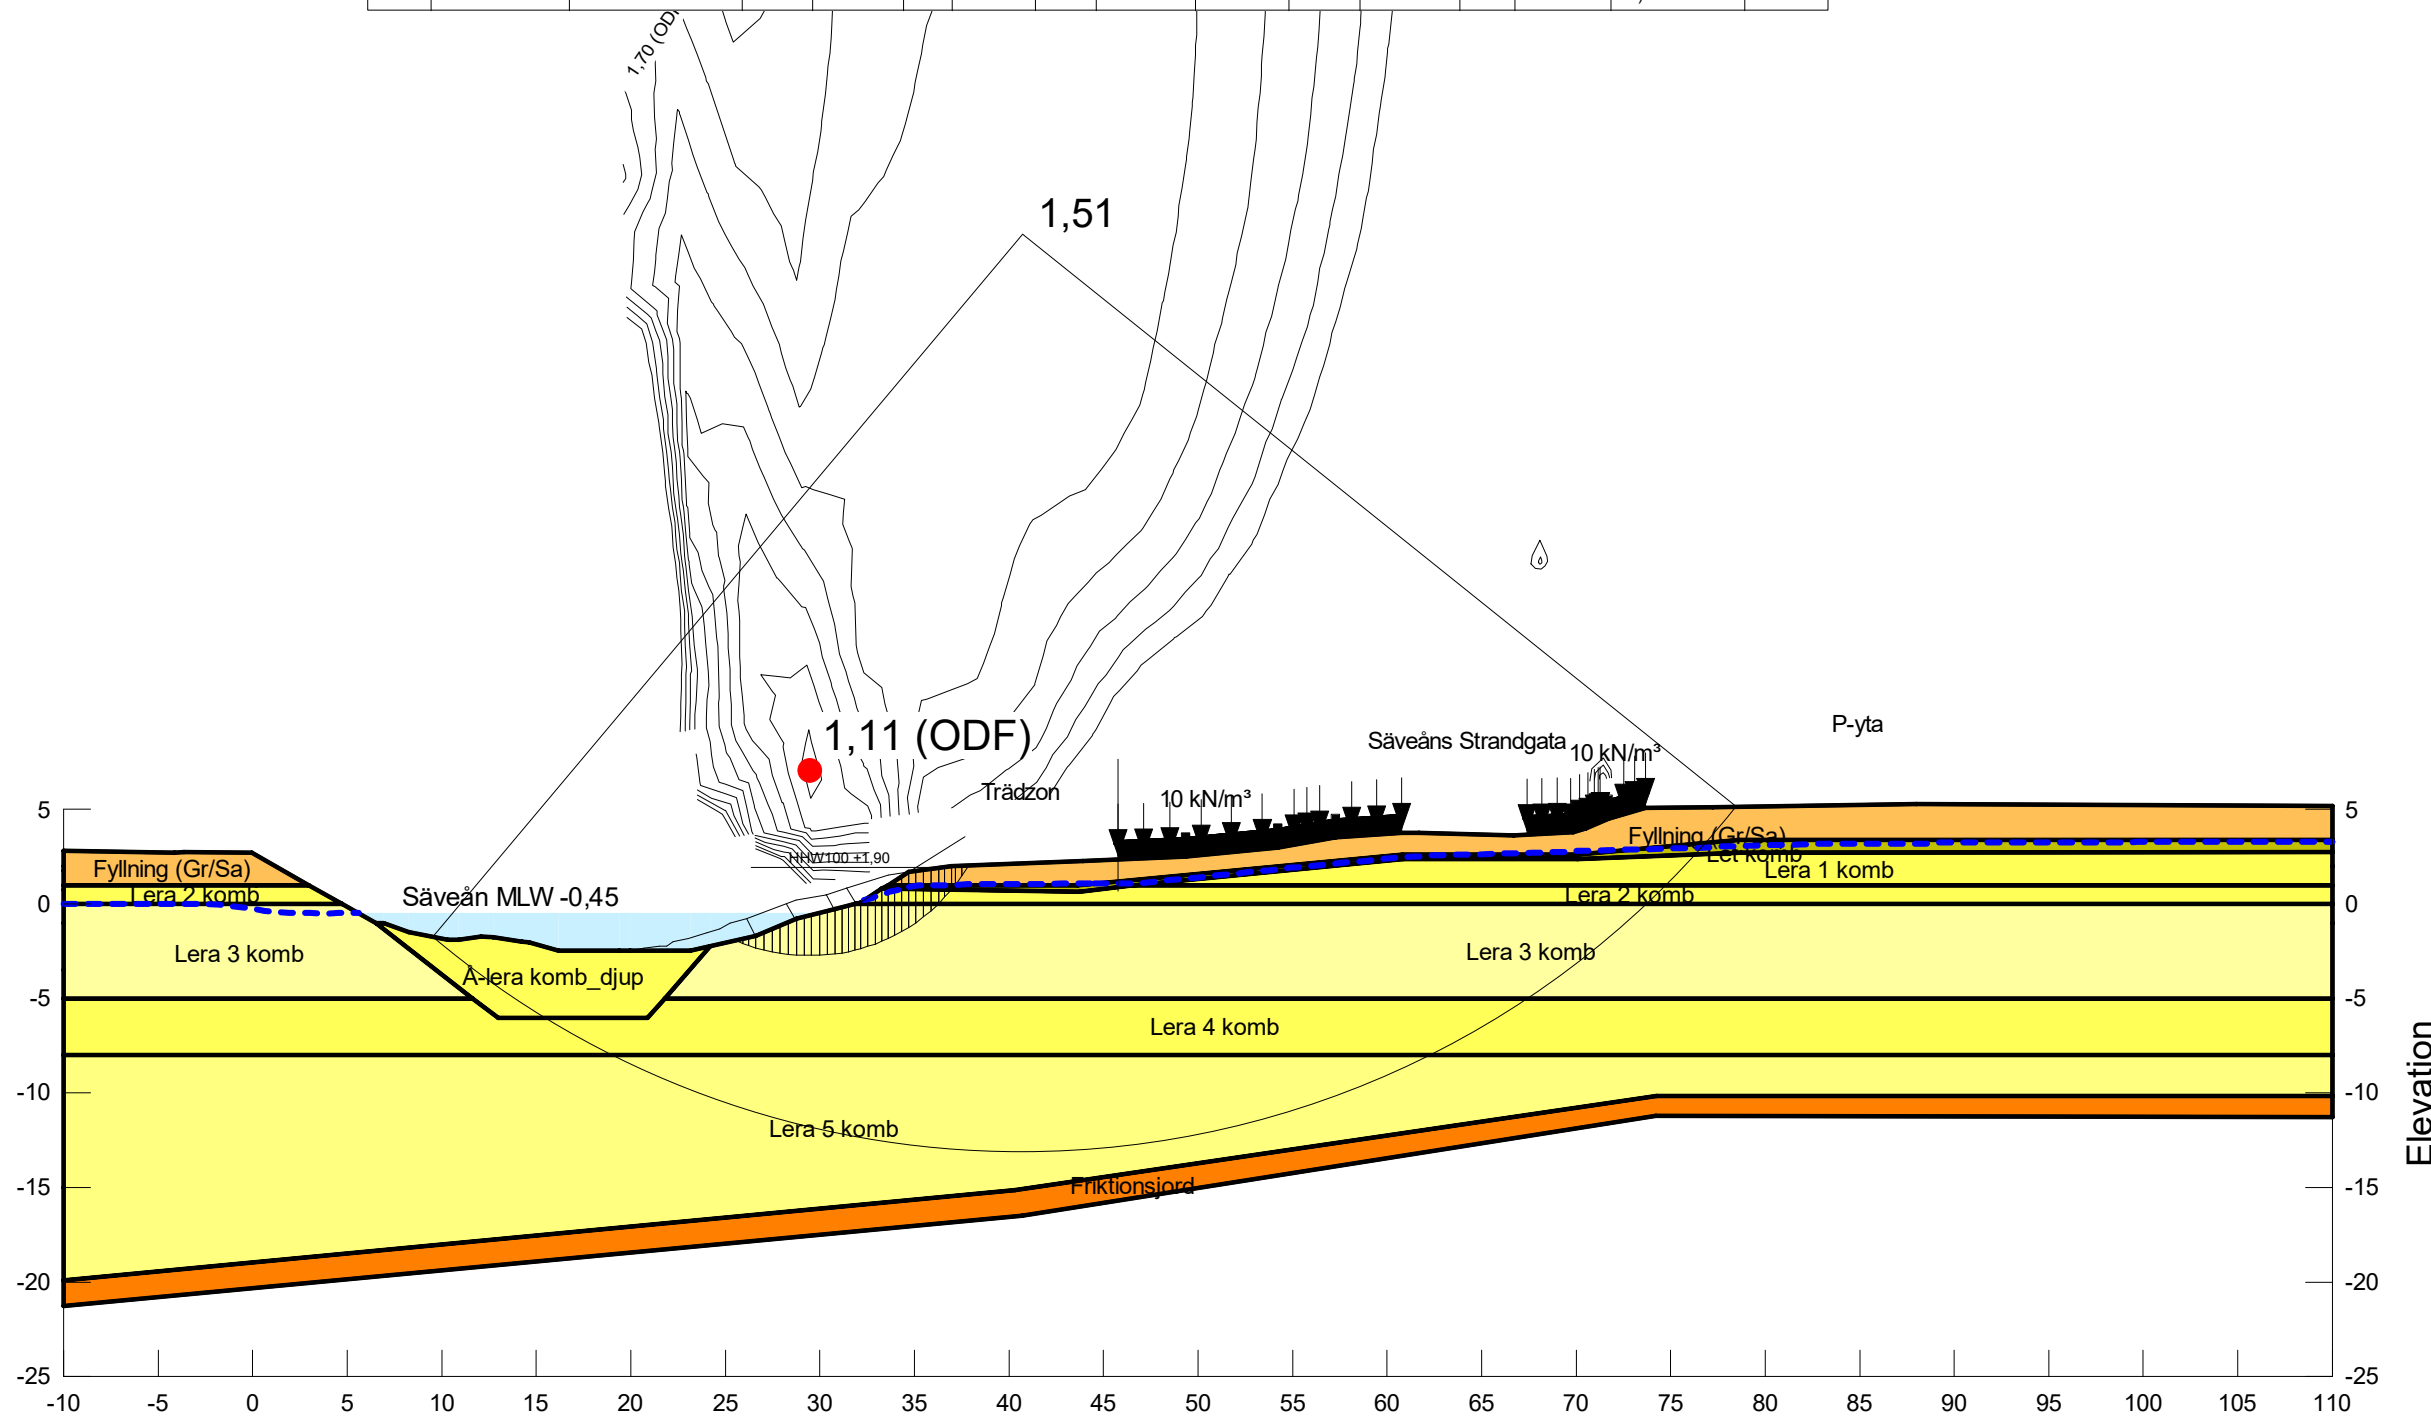 1,70 (ODF)
1,51
1,11 (ODF)
P-yta
Säveåns Strandgata
10 kN/m³
Trädzon
10 kN/m³
HHW100 +1,90
Fyllning (Gr/Sa)
Let komb
Fyllning (Gr/Sa)
Lera 1 komb
Lera 2 komb
Säveån MLW -0,45
Lera 2 komb
Lera 3 komb
Lera 3 komb
Å-lera komb_djup
Lera 4 komb
Lera 5 komb
Friktionsjord
Elevation
5
0
-5
-10
-15
-20
-25
5
0
-5
-10
-15
-20
-25
-10 -5 0 5 10 15 20 25 30 35 40 45 50 55 60 65 70 75 80 85 90 95 100 105 110